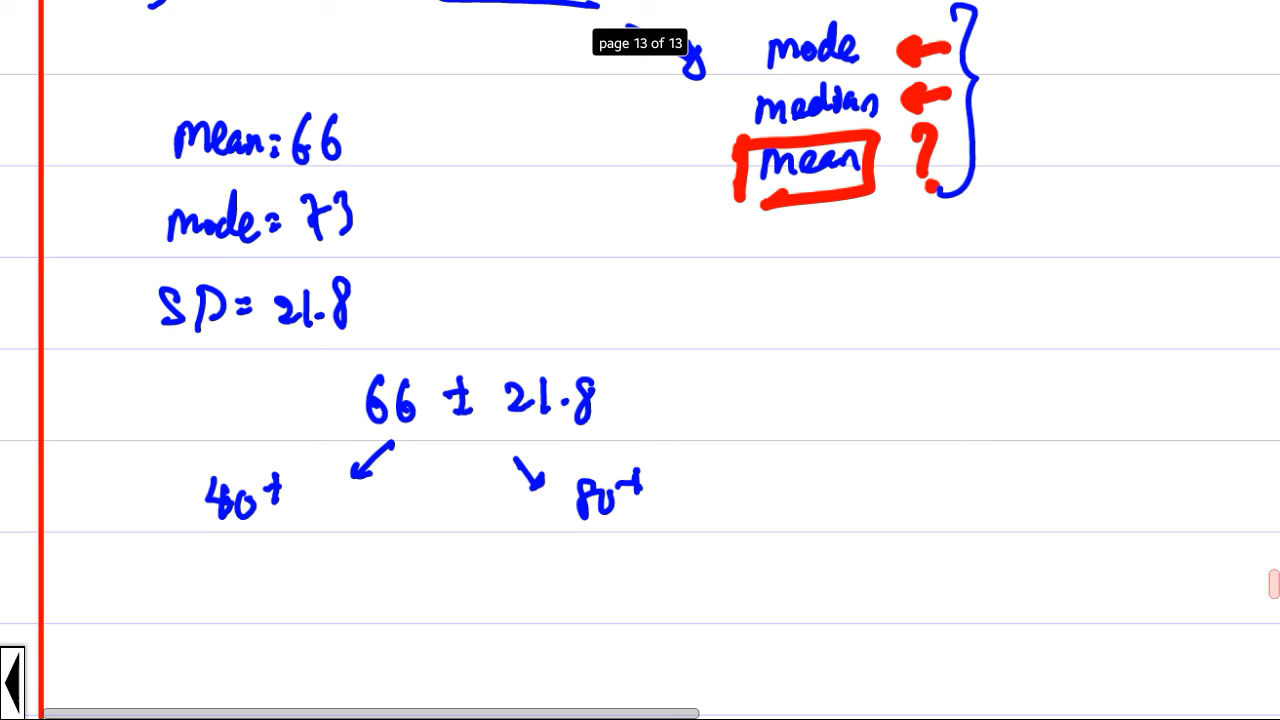 page 13 of 13
mode
median
mean ?
mean = 66
mode = 73
SD = 21.8
66 ± 21.8
40+ 80+